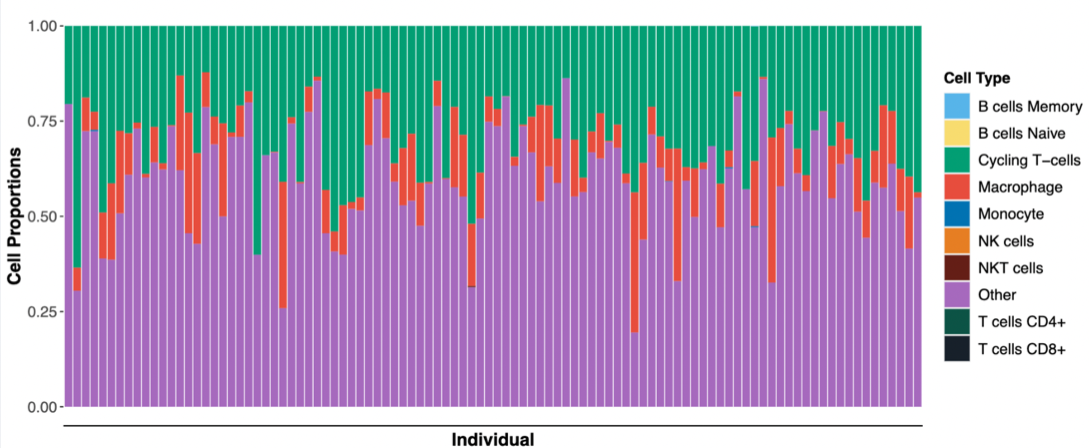 1.00
0.75
0.50
0.25
0.00
Cell Proportions
Individual
Cell Type
B cells Memory
B cells Naive
Cycling T−cells
Macrophage
Monocyte
NK cells
NKT cells
Other
T cells CD4+
T cells CD8+